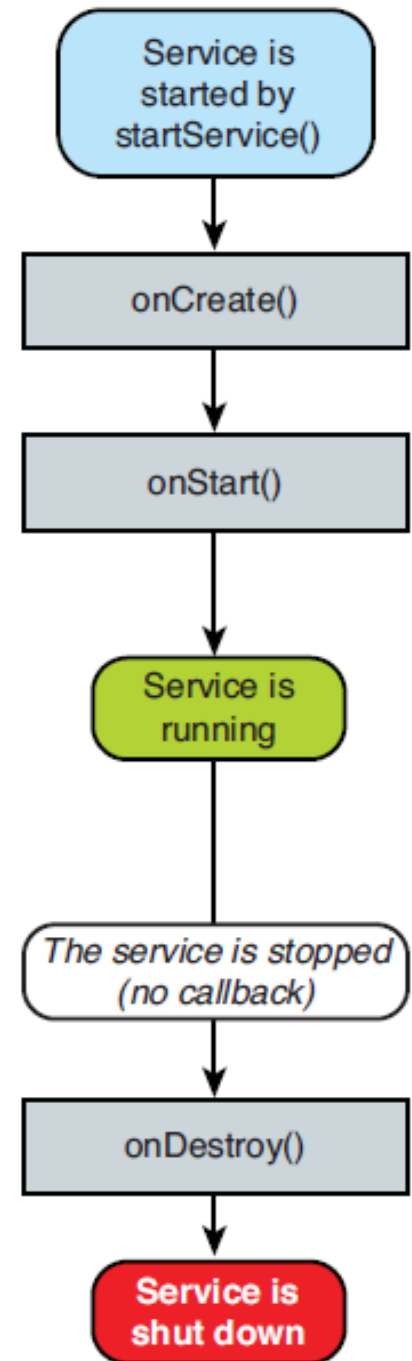 Service is
started by
startService()
onCreate()
onStart()
Service is
running
The service is stopped
(no callback)
onDestroy()
Service is
shut down